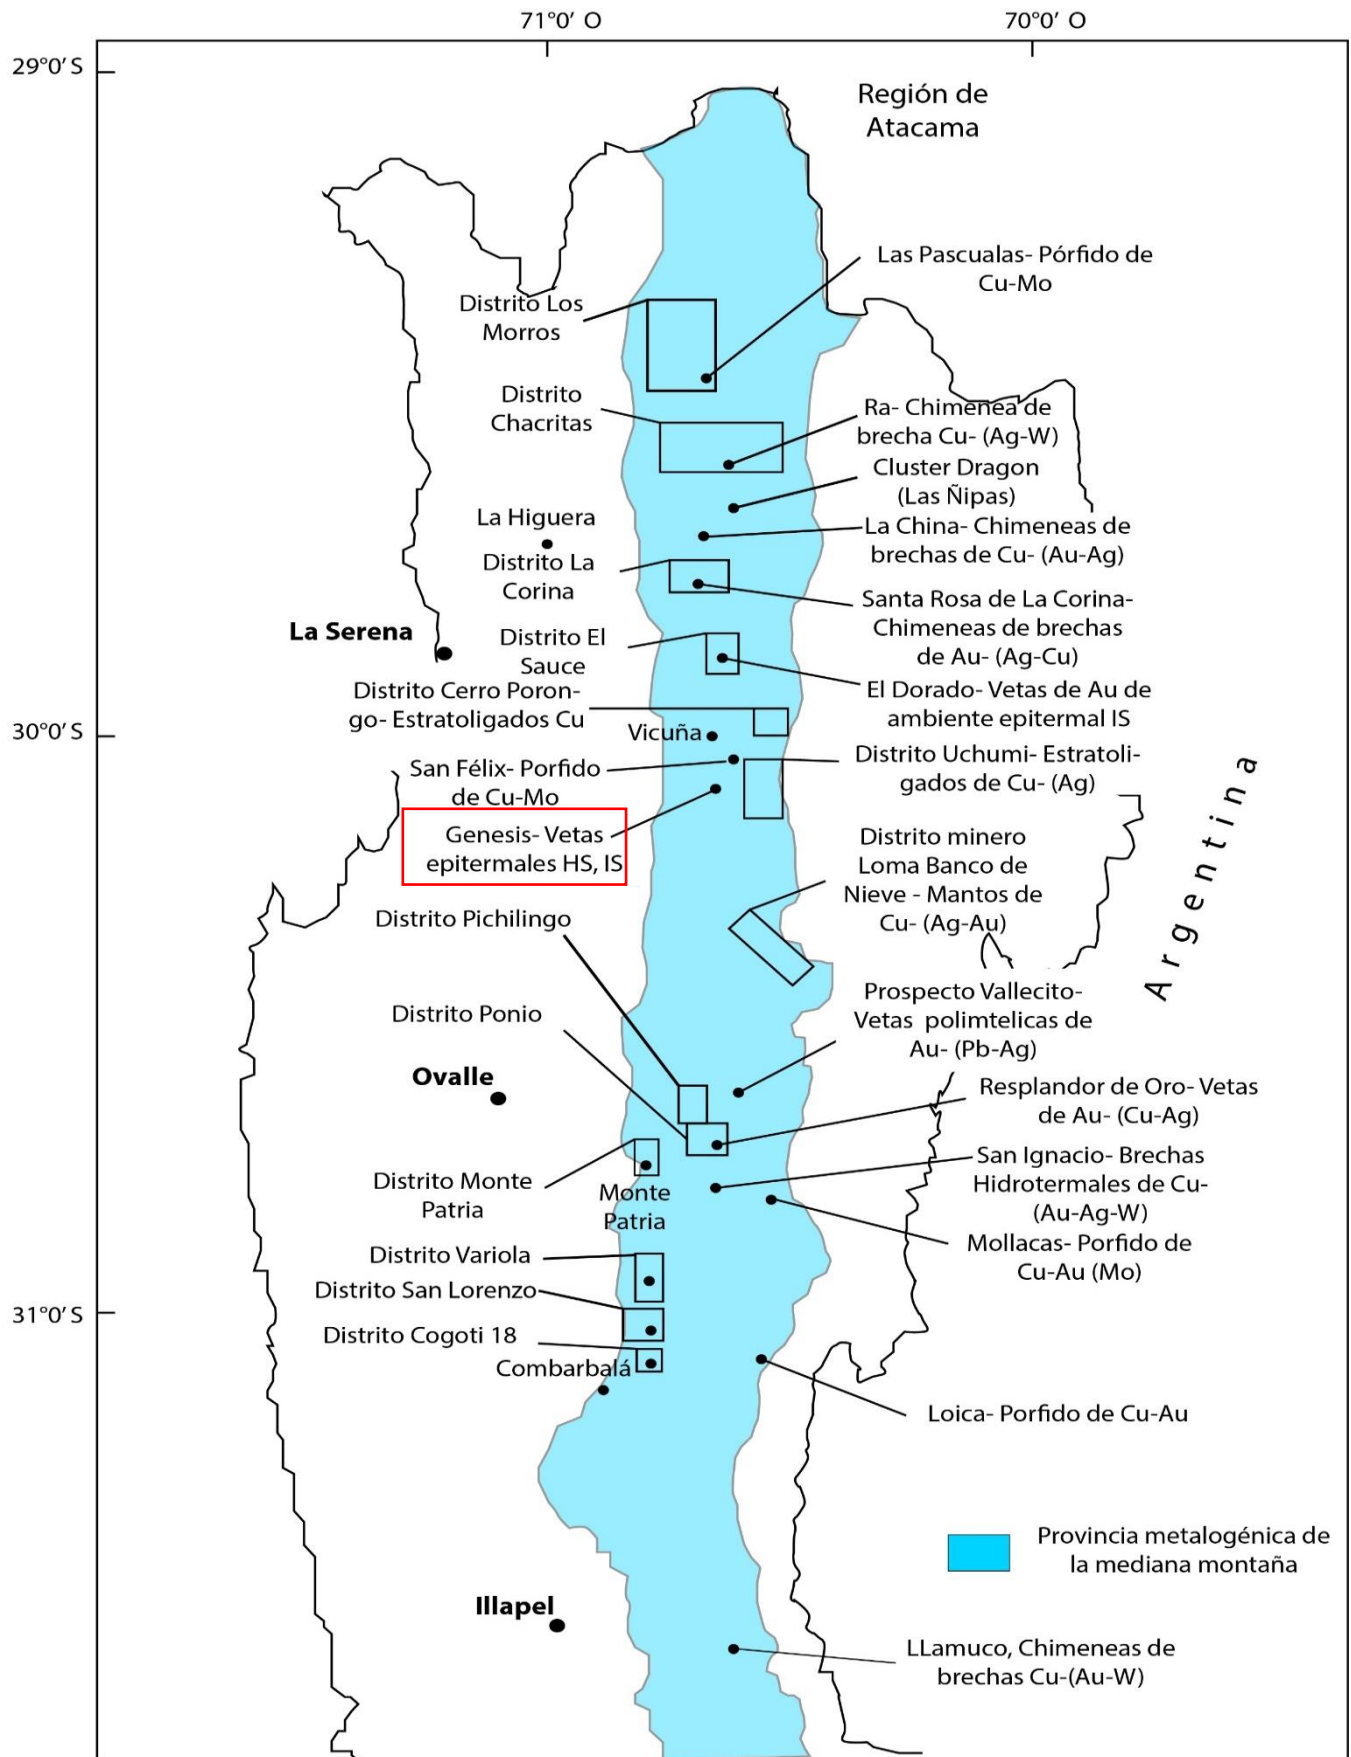 71°0' O
70°0' O
29°0'S
Región de
Atacama
Las Pascualas- Pórfido de
Cu-Mo
Distrito Los
Morros
Distrito
Chacritas
Ra- Chimenea de
brecha Cu- (Ag-W)
Cluster Dragon
(Las Ñipas)
La Higuera
La China- Chimeneas de
brechas de Cu- (Au-Ag)
Distrito La
Corina
Santa Rosa de La Corina-
Chimeneas de brechas
de Au- (Ag-Cu)
La Serena
Distrito El
Sauce
El Dorado- Vetas de Au de
ambiente epitermal IS
Distrito Cerro Poron-
go- Estratoligados Cu
30°0'S
Vicuña
Distrito Uchumi- Estratoli-
gados de Cu- (Ag)
San Félix- Porfido
de Cu-Mo
Genesis- Vetas
epitermales HS, IS
Argentina
Distrito minero
Loma Banco de
Nieve - Mantos de
Cu- (Ag-Au)
Distrito Pichilingo
Prospecto Vallecito-
Vetas polimtelicas de
Au- (Pb-Ag)
Distrito Ponio
Ovalle
Resplandor de Oro- Vetas
de Au- (Cu-Ag)
San Ignacio- Brechas
Hidrotermales de Cu-
(Au-Ag-W)
Distrito Monte
Patria
Monte
Patria
Mollacas- Porfido de
Cu-Au (Mo)
Distrito Variola
Distrito San Lorenzo
31°0'S
Distrito Cogoti 18
Combarbalá
Loica- Porfido de Cu-Au
Provincia metalogénica de
la mediana montaña
Illapel
LLamuco, Chimeneas de
brechas Cu-(Au-W)